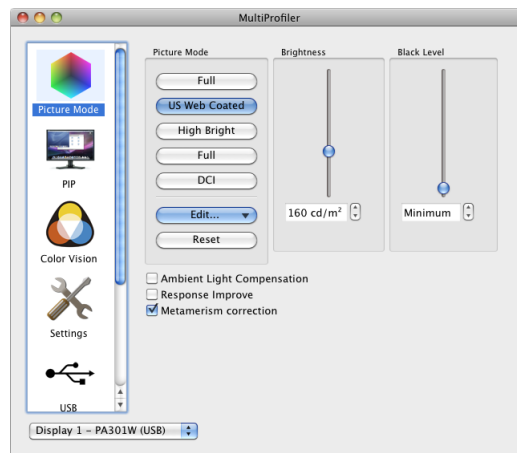 MultiProfiler
Picture Mode
PIP
Color Vision
Settings
USB
Picture Mode
Full
US Web Coated
High Bright
Full
DCI
Edit...
Reset
Brightness
160 cd/m²
Black Level
Minimum
Ambient Light Compensation
Response Improve
Metamerism correction
Display 1 – PA301W (USB)